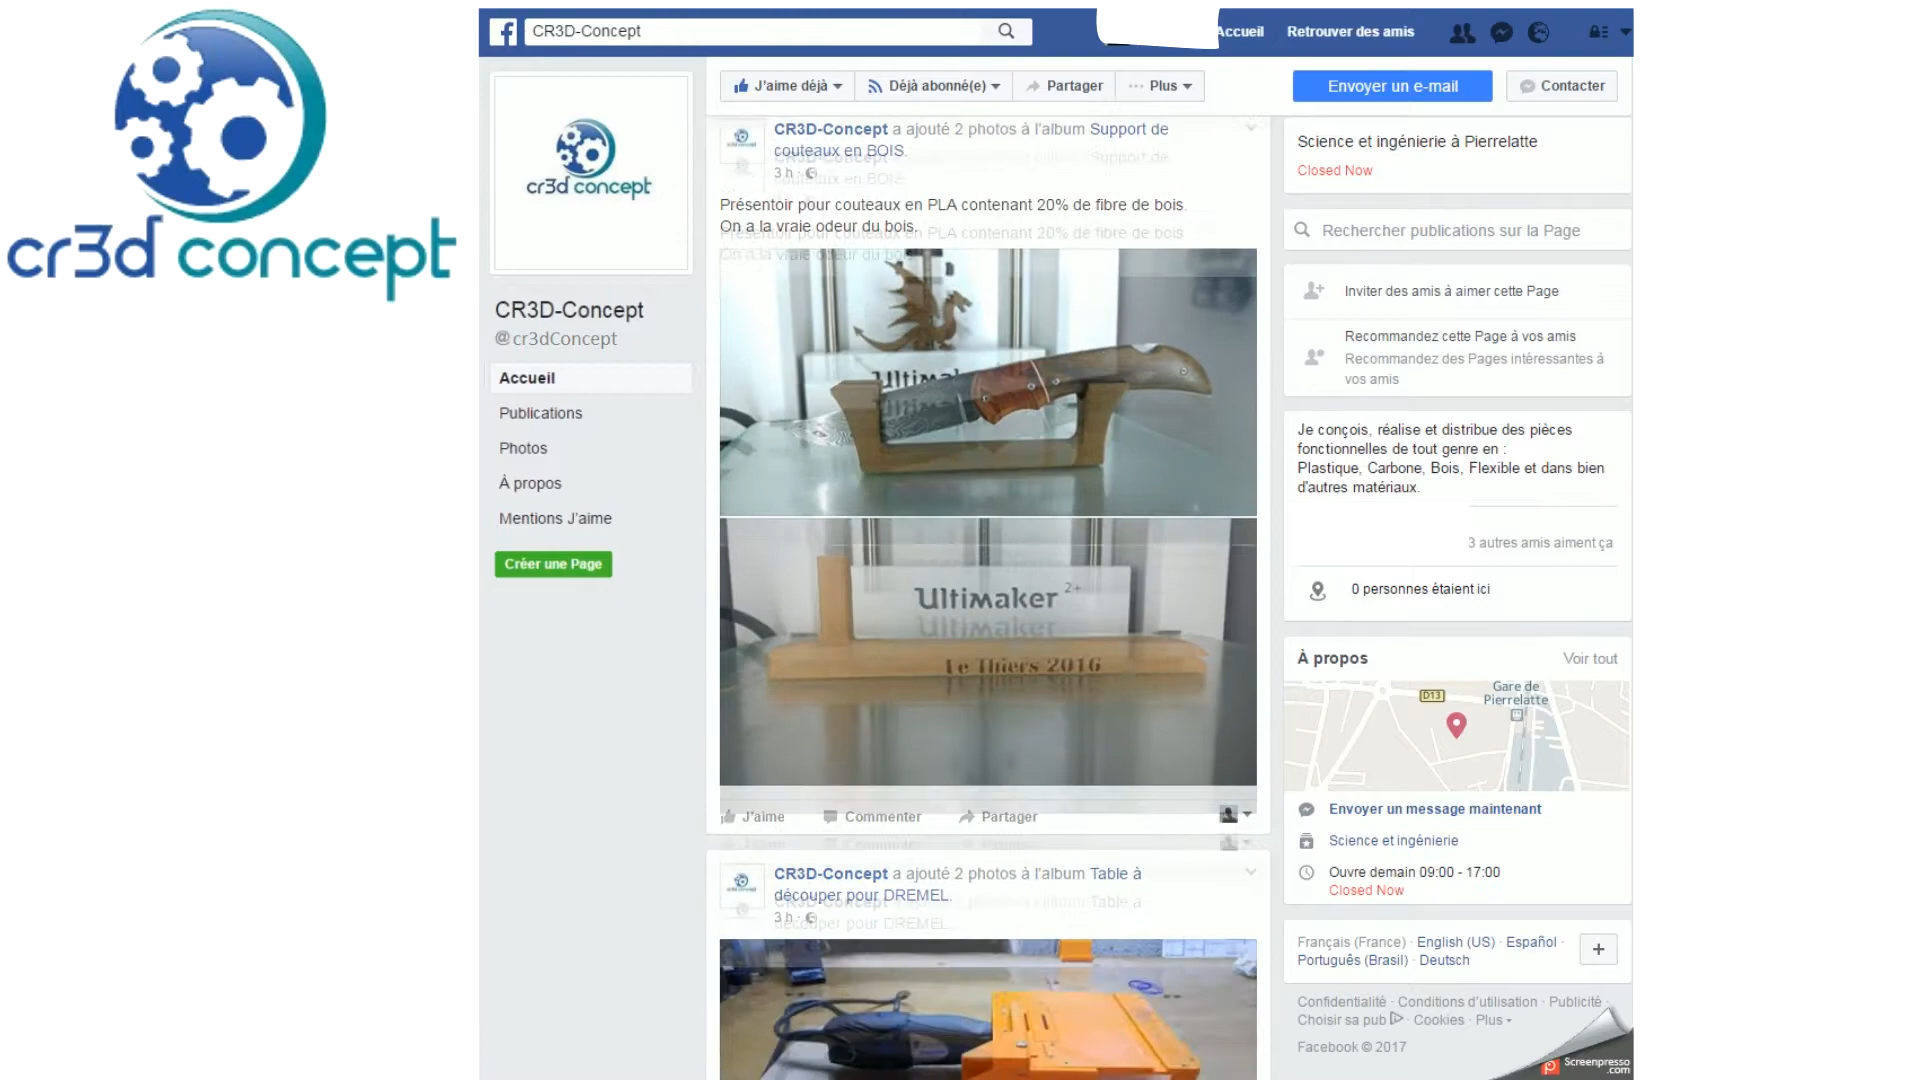 cr3d concept
CR3D-Concept
Accueil
Retrouver des amis
cr3d concept
CR3D-Concept
@cr3dConcept
Accueil
Publications
Photos
À propos
Mentions J'aime
Créer une Page
J'aime déjà
Déjà abonné(e)
Partager
Plus
Envoyer un e-mail
Contacter
CR3D-Concept a ajouté 2 photos à l'album Support de
couteaux en BOIS.
3 h
Présentoir pour couteaux en PLA contenant 20% de fibre de bois.
On a la vraie odeur du bois.
Ultimaker 2+
Le Thiers 2016
J'aime
Commenter
Partager
CR3D-Concept a ajouté 2 photos à l'album Table à
découper pour DREMEL.
3 h
Science et ingénierie à Pierrelatte
Closed Now
Rechercher publications sur la Page
Inviter des amis à aimer cette Page
Recommandez cette Page à vos amis
Recommandez des Pages intéressantes à
vos amis
Je conçois, réalise et distribue des pièces
fonctionnelles de tout genre en :
Plastique, Carbone, Bois, Flexible et dans bien
d'autres matériaux.
3 autres amis aiment ça
0 personnes étaient ici
À propos
Voir tout
D13
Gare de
Pierrelatte
Envoyer un message maintenant
Science et ingénierie
Ouvre demain 09:00 - 17:00
Closed Now
Français (France) · English (US) · Español ·
Português (Brasil) · Deutsch
+
Confidentialité · Conditions d'utilisation · Publicité ·
Choisir sa pub · Cookies · Plus
Facebook © 2017
Screenpresso
.com